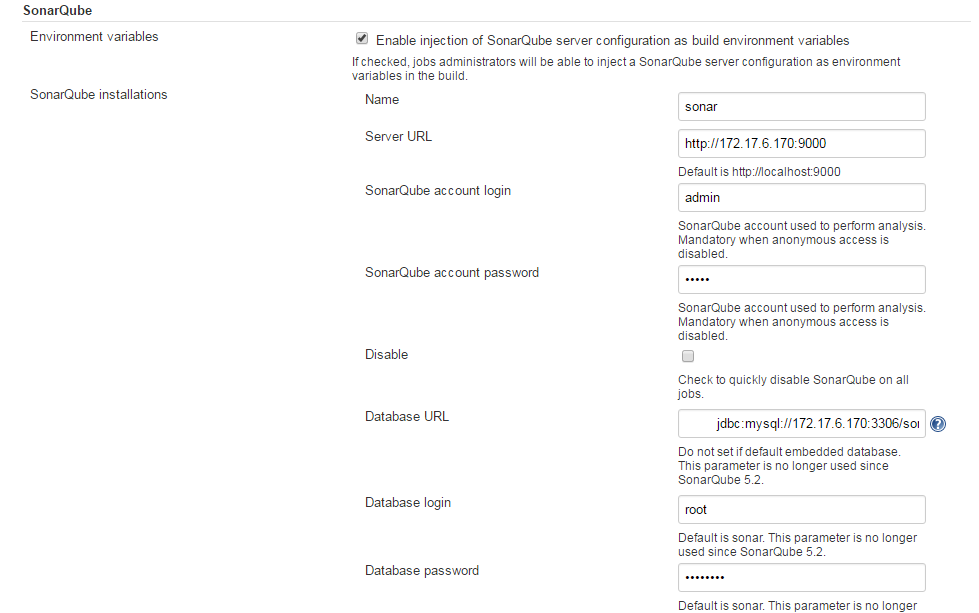 SonarQube
Environment variables
Enable injection of SonarQube server configuration as build environment variables
If checked, jobs administrators will be able to inject a SonarQube server configuration as environment
variables in the build.
SonarQube installations
Name
sonar
Server URL
http://172.17.6.170:9000
Default is http://localhost:9000
SonarQube account login
admin
SonarQube account used to perform analysis.
Mandatory when anonymous access is
disabled.
SonarQube account password
•••••
SonarQube account used to perform analysis.
Mandatory when anonymous access is
disabled.
Disable
Check to quickly disable SonarQube on all
jobs.
Database URL
jdbc:mysql://172.17.6.170:3306/so
Do not set if default embedded database.
This parameter is no longer used since
SonarQube 5.2.
Database login
root
Default is sonar. This parameter is no longer
used since SonarQube 5.2.
Database password
••••••••
Default is sonar. This parameter is no longer